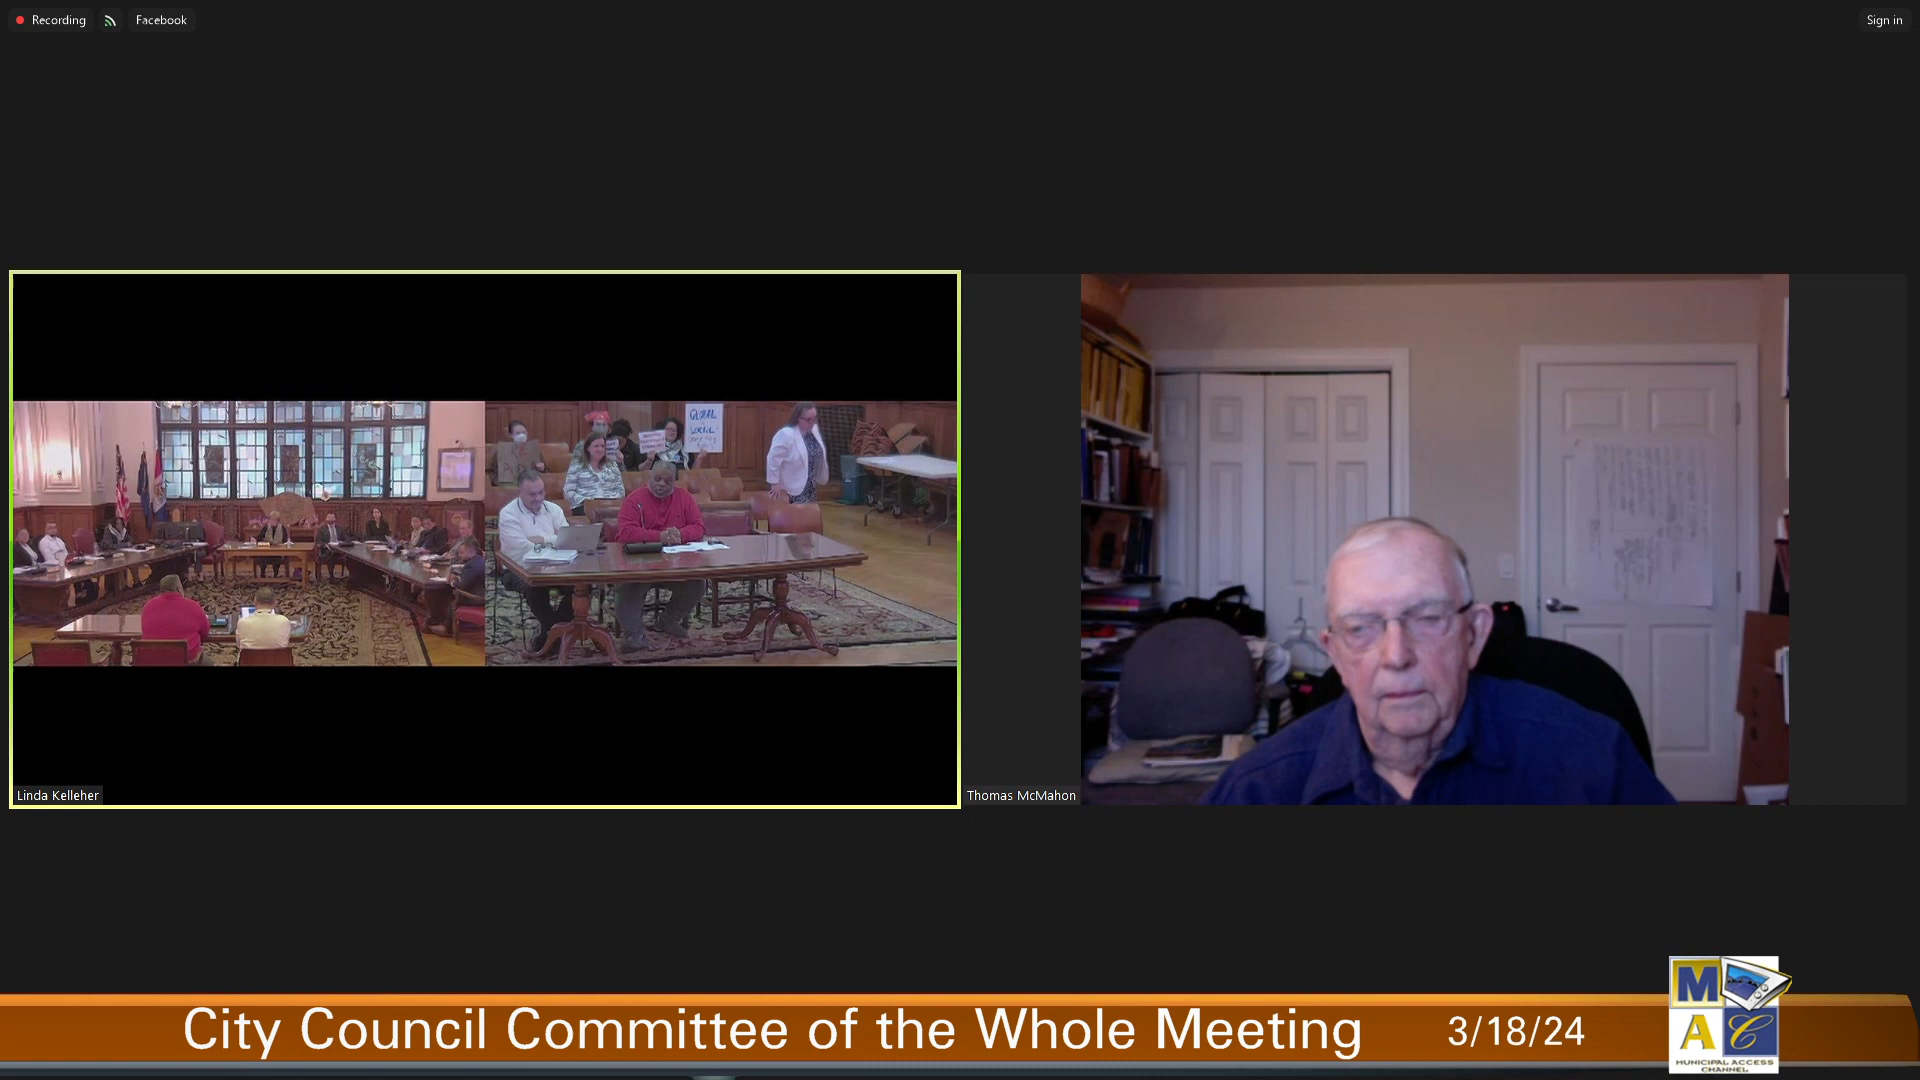 Recording
Facebook
Sign in
GLOBAL
Linda Kelleher
Thomas McMahon
City Council Committee of the Whole Meeting
3/18/24
M
A C
MUNICIPAL ACCESS
CHANNEL